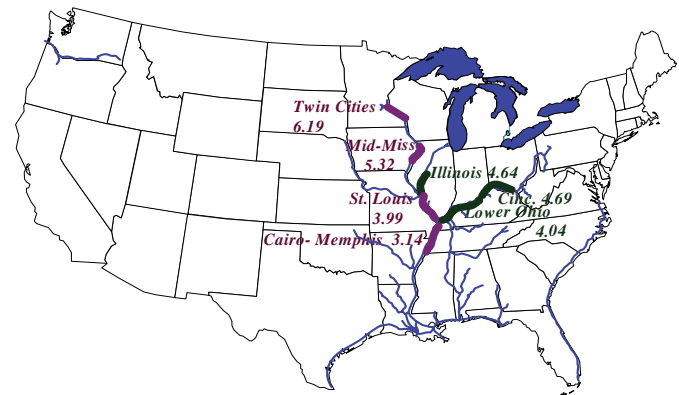 Twin Cities
6.19
Mid-Miss
5.32
Illinois 4.64
St. Louis
3.99
Cinc. 4.69
Lower Ohio
4.04
Cairo- Memphis 3.14